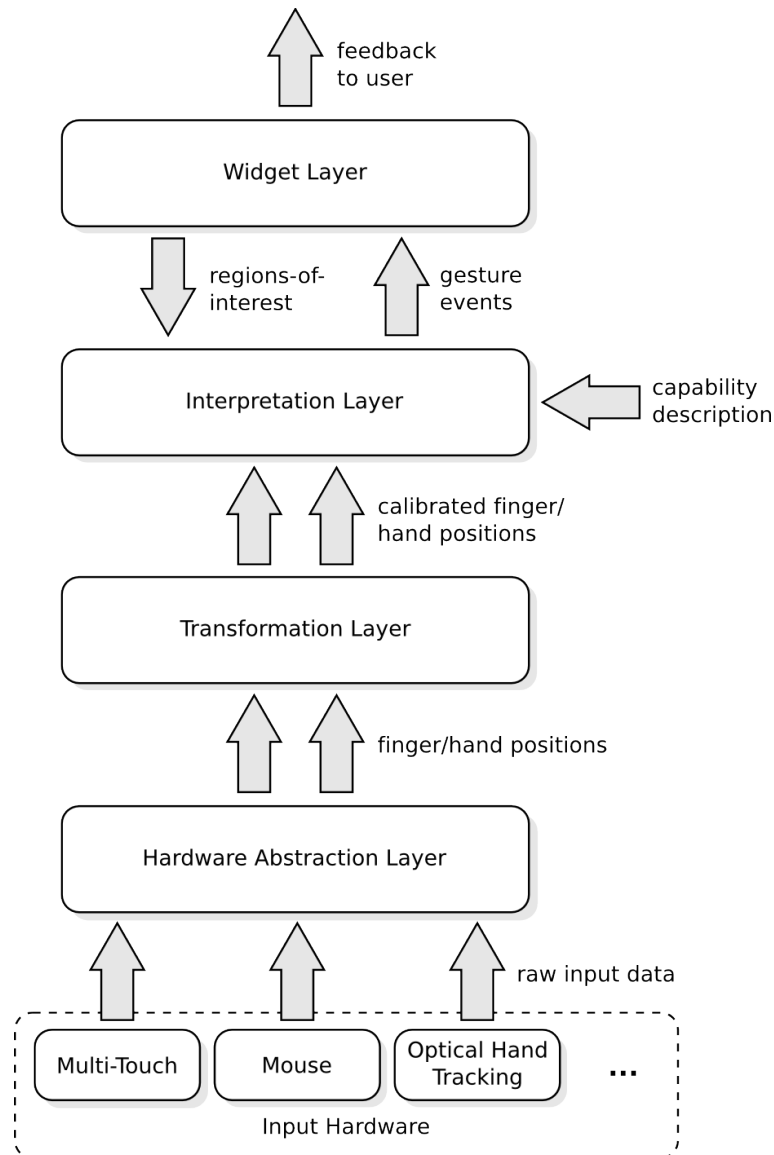 feedback
to user
Widget Layer
regions-of-
interest
gesture
events
Interpretation Layer
capability
description
calibrated finger/
hand positions
Transformation Layer
finger/hand positions
Hardware Abstraction Layer
raw input data
Multi-Touch
Mouse
Optical Hand
Tracking
...
Input Hardware